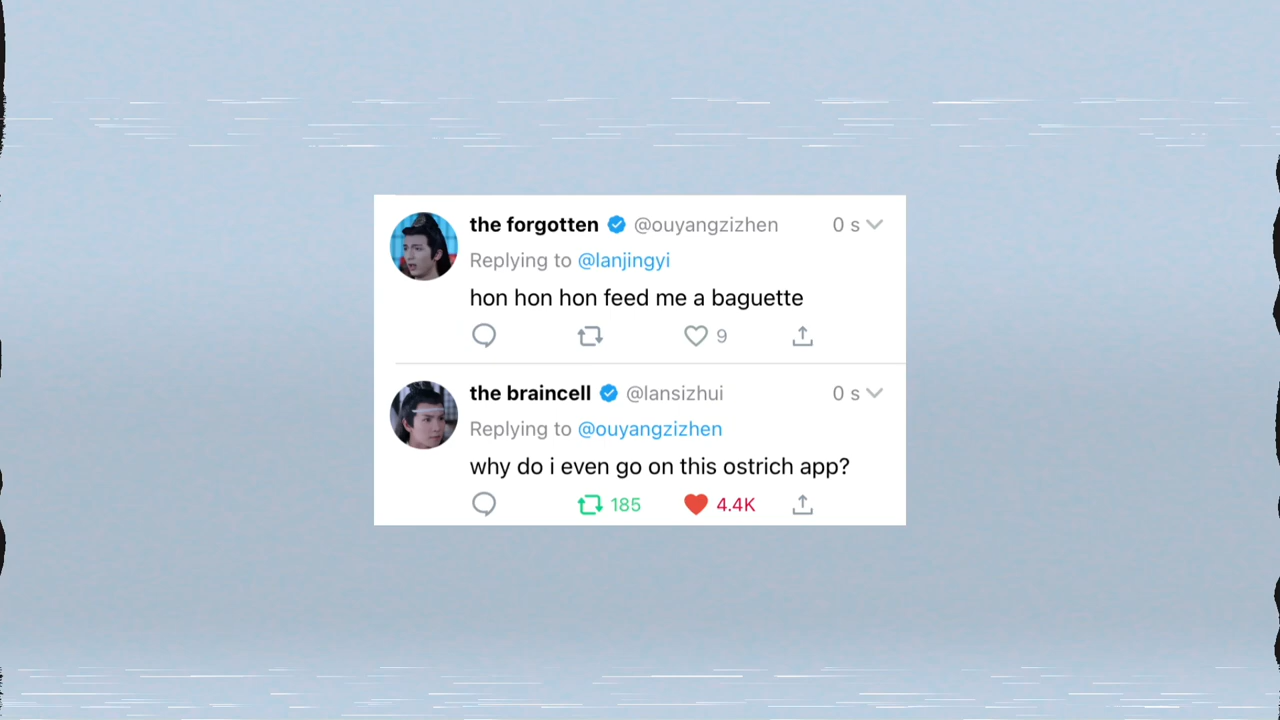 the forgotten @ouyangzizhen 0 s
Replying to @lanjingyi
hon hon hon feed me a baguette
9
the braincell @lansizhui 0 s
Replying to @ouyangzizhen
why do i even go on this ostrich app?
185 4.4K